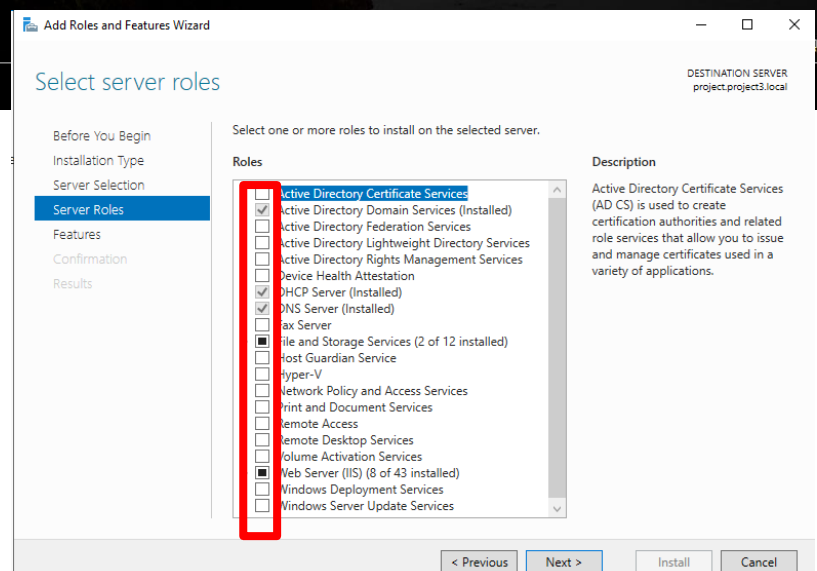 Add Roles and Features Wizard
Select server roles
DESTINATION SERVER
project.project3.local
Before You Begin
Installation Type
Server Selection
Server Roles
Features
Confirmation
Results
Select one or more roles to install on the selected server.
Roles
Active Directory Certificate Services
Active Directory Domain Services (Installed)
Active Directory Federation Services
Active Directory Lightweight Directory Services
Active Directory Rights Management Services
Device Health Attestation
DHCP Server (Installed)
DNS Server (Installed)
Fax Server
File and Storage Services (2 of 12 installed)
Host Guardian Service
Hyper-V
Network Policy and Access Services
Print and Document Services
Remote Access
Remote Desktop Services
Volume Activation Services
Web Server (IIS) (8 of 43 installed)
Windows Deployment Services
Windows Server Update Services
Description
Active Directory Certificate Services
(AD CS) is used to create
certification authorities and related
role services that allow you to issue
and manage certificates used in a
variety of applications.
< Previous
Next >
Install
Cancel